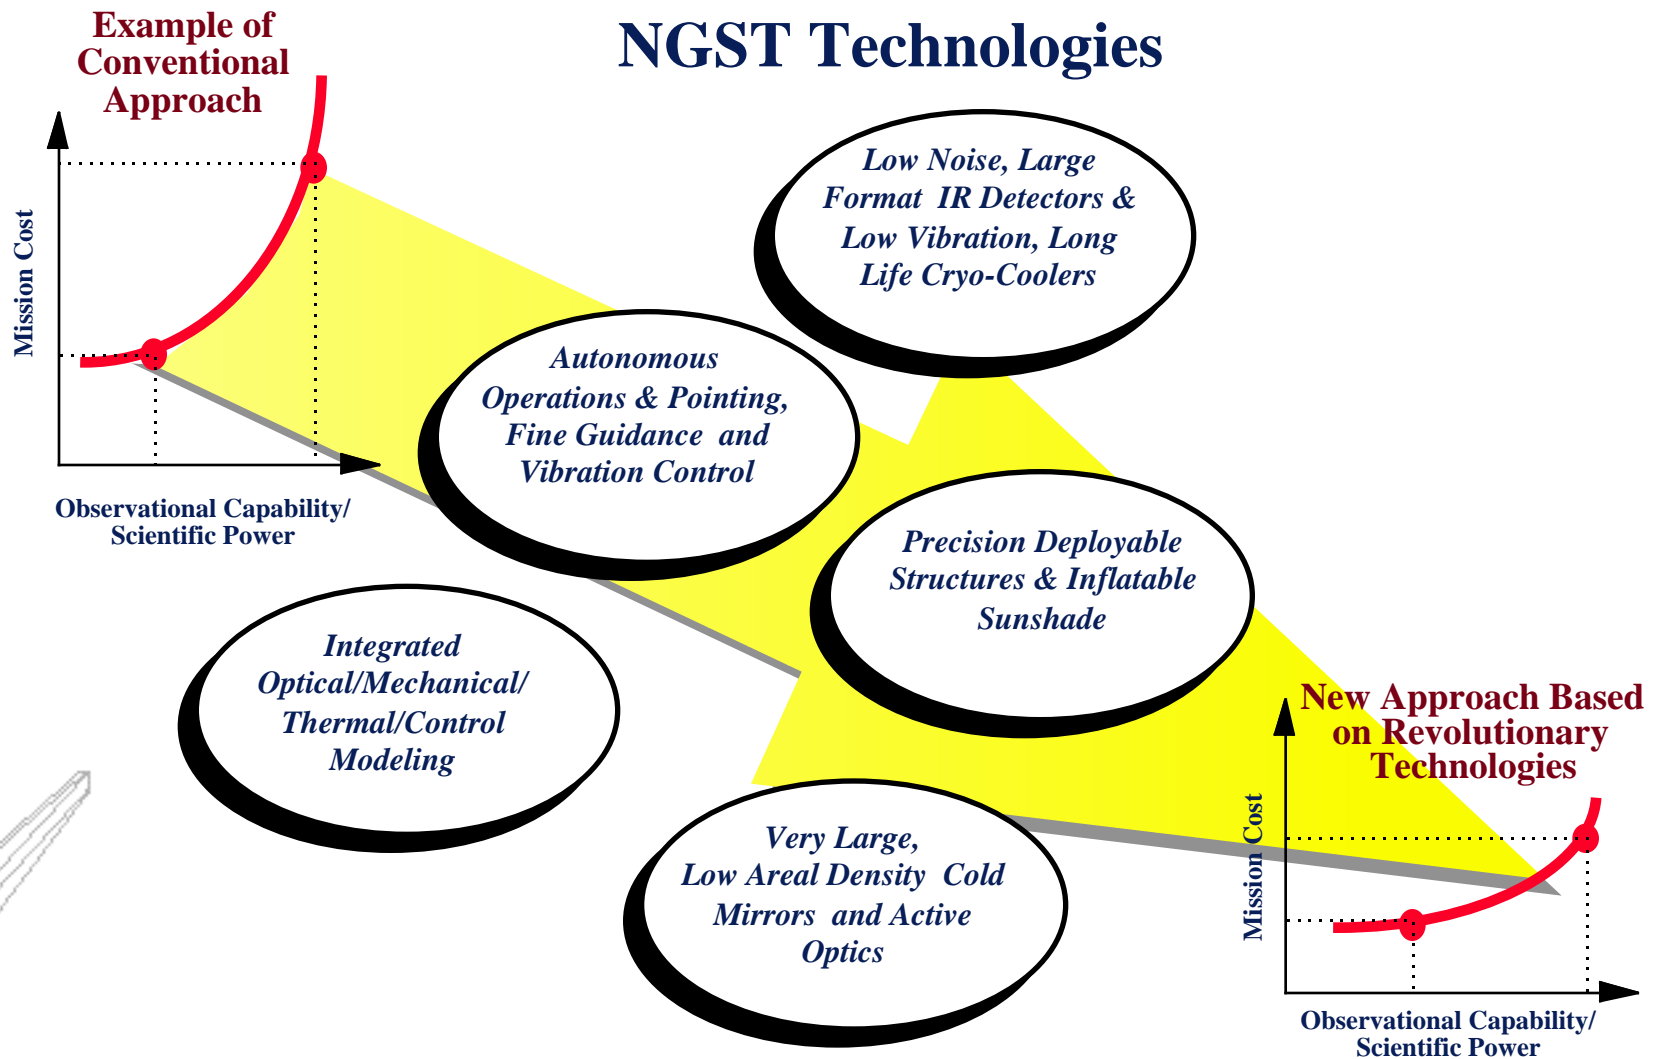 NGST Technologies
Example of
Conventional
Approach
Mission Cost
Observational Capability/
Scientific Power
Low Noise, Large
Format IR Detectors &
Low Vibration, Long
Life Cryo-Coolers
Autonomous
Operations & Pointing,
Fine Guidance and
Vibration Control
Precision Deployable
Structures & Inflatable
Sunshade
Integrated
Optical/Mechanical/
Thermal/Control
Modeling
Very Large,
Low Areal Density Cold
Mirrors and Active
Optics
New Approach Based
on Revolutionary
Technologies
Mission Cost
Observational Capability/
Scientific Power